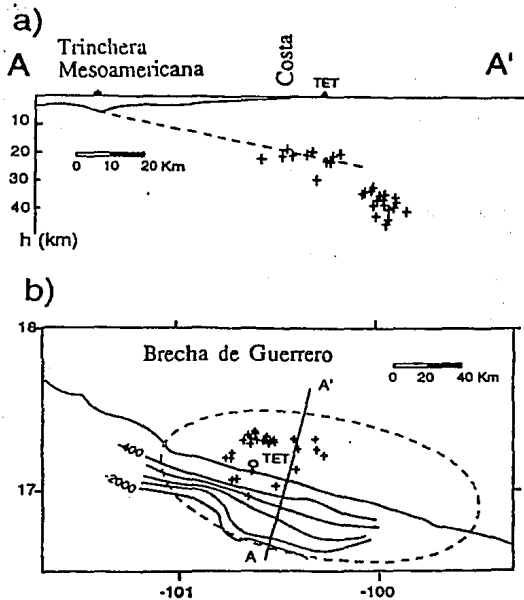 a)
Trinchera
Mesoamericana
Costa
A
TET
A'
10
20
30
40
h (km)
0 10 20 Km
b)
18
Brecha de Guerrero
0 20 40 Km
A'
-400
TET
-2000
17
A
-101
-100